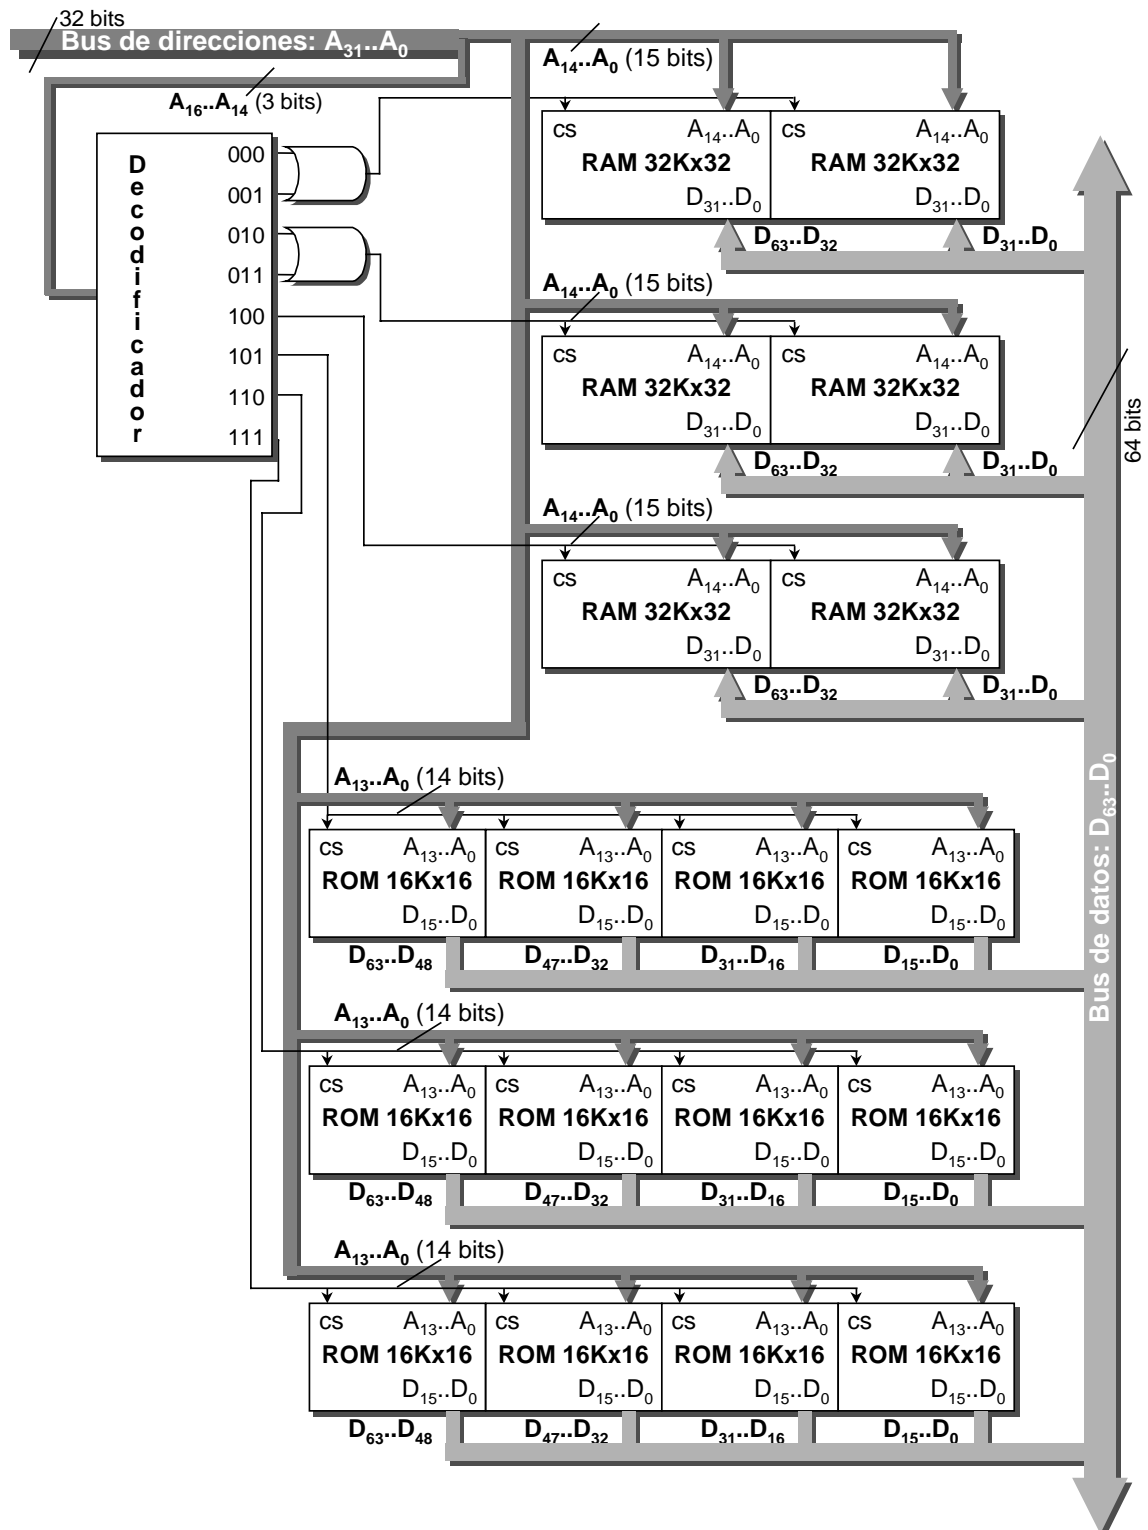 32 bits
Bus de direcciones: A31..A0
A14..A0 (15 bits)
A16..A14 (3 bits)
Decodificador
000
001
010
011
100
101
110
111
cs A14..A0 cs A14..A0
RAM 32Kx32 RAM 32Kx32
D31..D0 D31..D0
D63..D32 D31..D0
A14..A0 (15 bits)
cs A14..A0 cs A14..A0
RAM 32Kx32 RAM 32Kx32
D31..D0 D31..D0
D63..D32 D31..D0
64 bits
A14..A0 (15 bits)
cs A14..A0 cs A14..A0
RAM 32Kx32 RAM 32Kx32
D31..D0 D31..D0
D63..D32 D31..D0
Bus de datos: D63..D0
A13..A0 (14 bits)
cs A13..A0 cs A13..A0 cs A13..A0 cs A13..A0
ROM 16Kx16 ROM 16Kx16 ROM 16Kx16 ROM 16Kx16
D15..D0 D15..D0 D15..D0 D15..D0
D63..D48 D47..D32 D31..D16 D15..D0
A13..A0 (14 bits)
cs A13..A0 cs A13..A0 cs A13..A0 cs A13..A0
ROM 16Kx16 ROM 16Kx16 ROM 16Kx16 ROM 16Kx16
D15..D0 D15..D0 D15..D0 D15..D0
D63..D48 D47..D32 D31..D16 D15..D0
A13..A0 (14 bits)
cs A13..A0 cs A13..A0 cs A13..A0 cs A13..A0
ROM 16Kx16 ROM 16Kx16 ROM 16Kx16 ROM 16Kx16
D15..D0 D15..D0 D15..D0 D15..D0
D63..D48 D47..D32 D31..D16 D15..D0